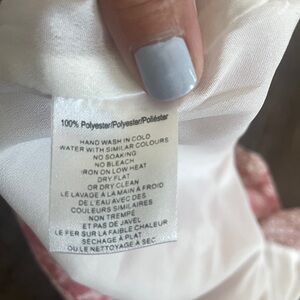 100% Polyester/Polyester/Poliéster
HAND WASH IN COLD
WATER WITH SIMILAR COLOURS
NO SOAKING
NO BLEACH
IRON ON LOW HEAT
DRY FLAT
OR DRY CLEAN
LE LAVAGE A LA MAIN A FROID
DE L'EAU AVEC DES
COULEURS SIMILAIRES
NON TREMPE
ET PAS DE JAVEL
LE FER SUR LA FAIBLE CHALEUR
SÉCHAGE À PLAT
OU LE NETTOYAGE À SEC